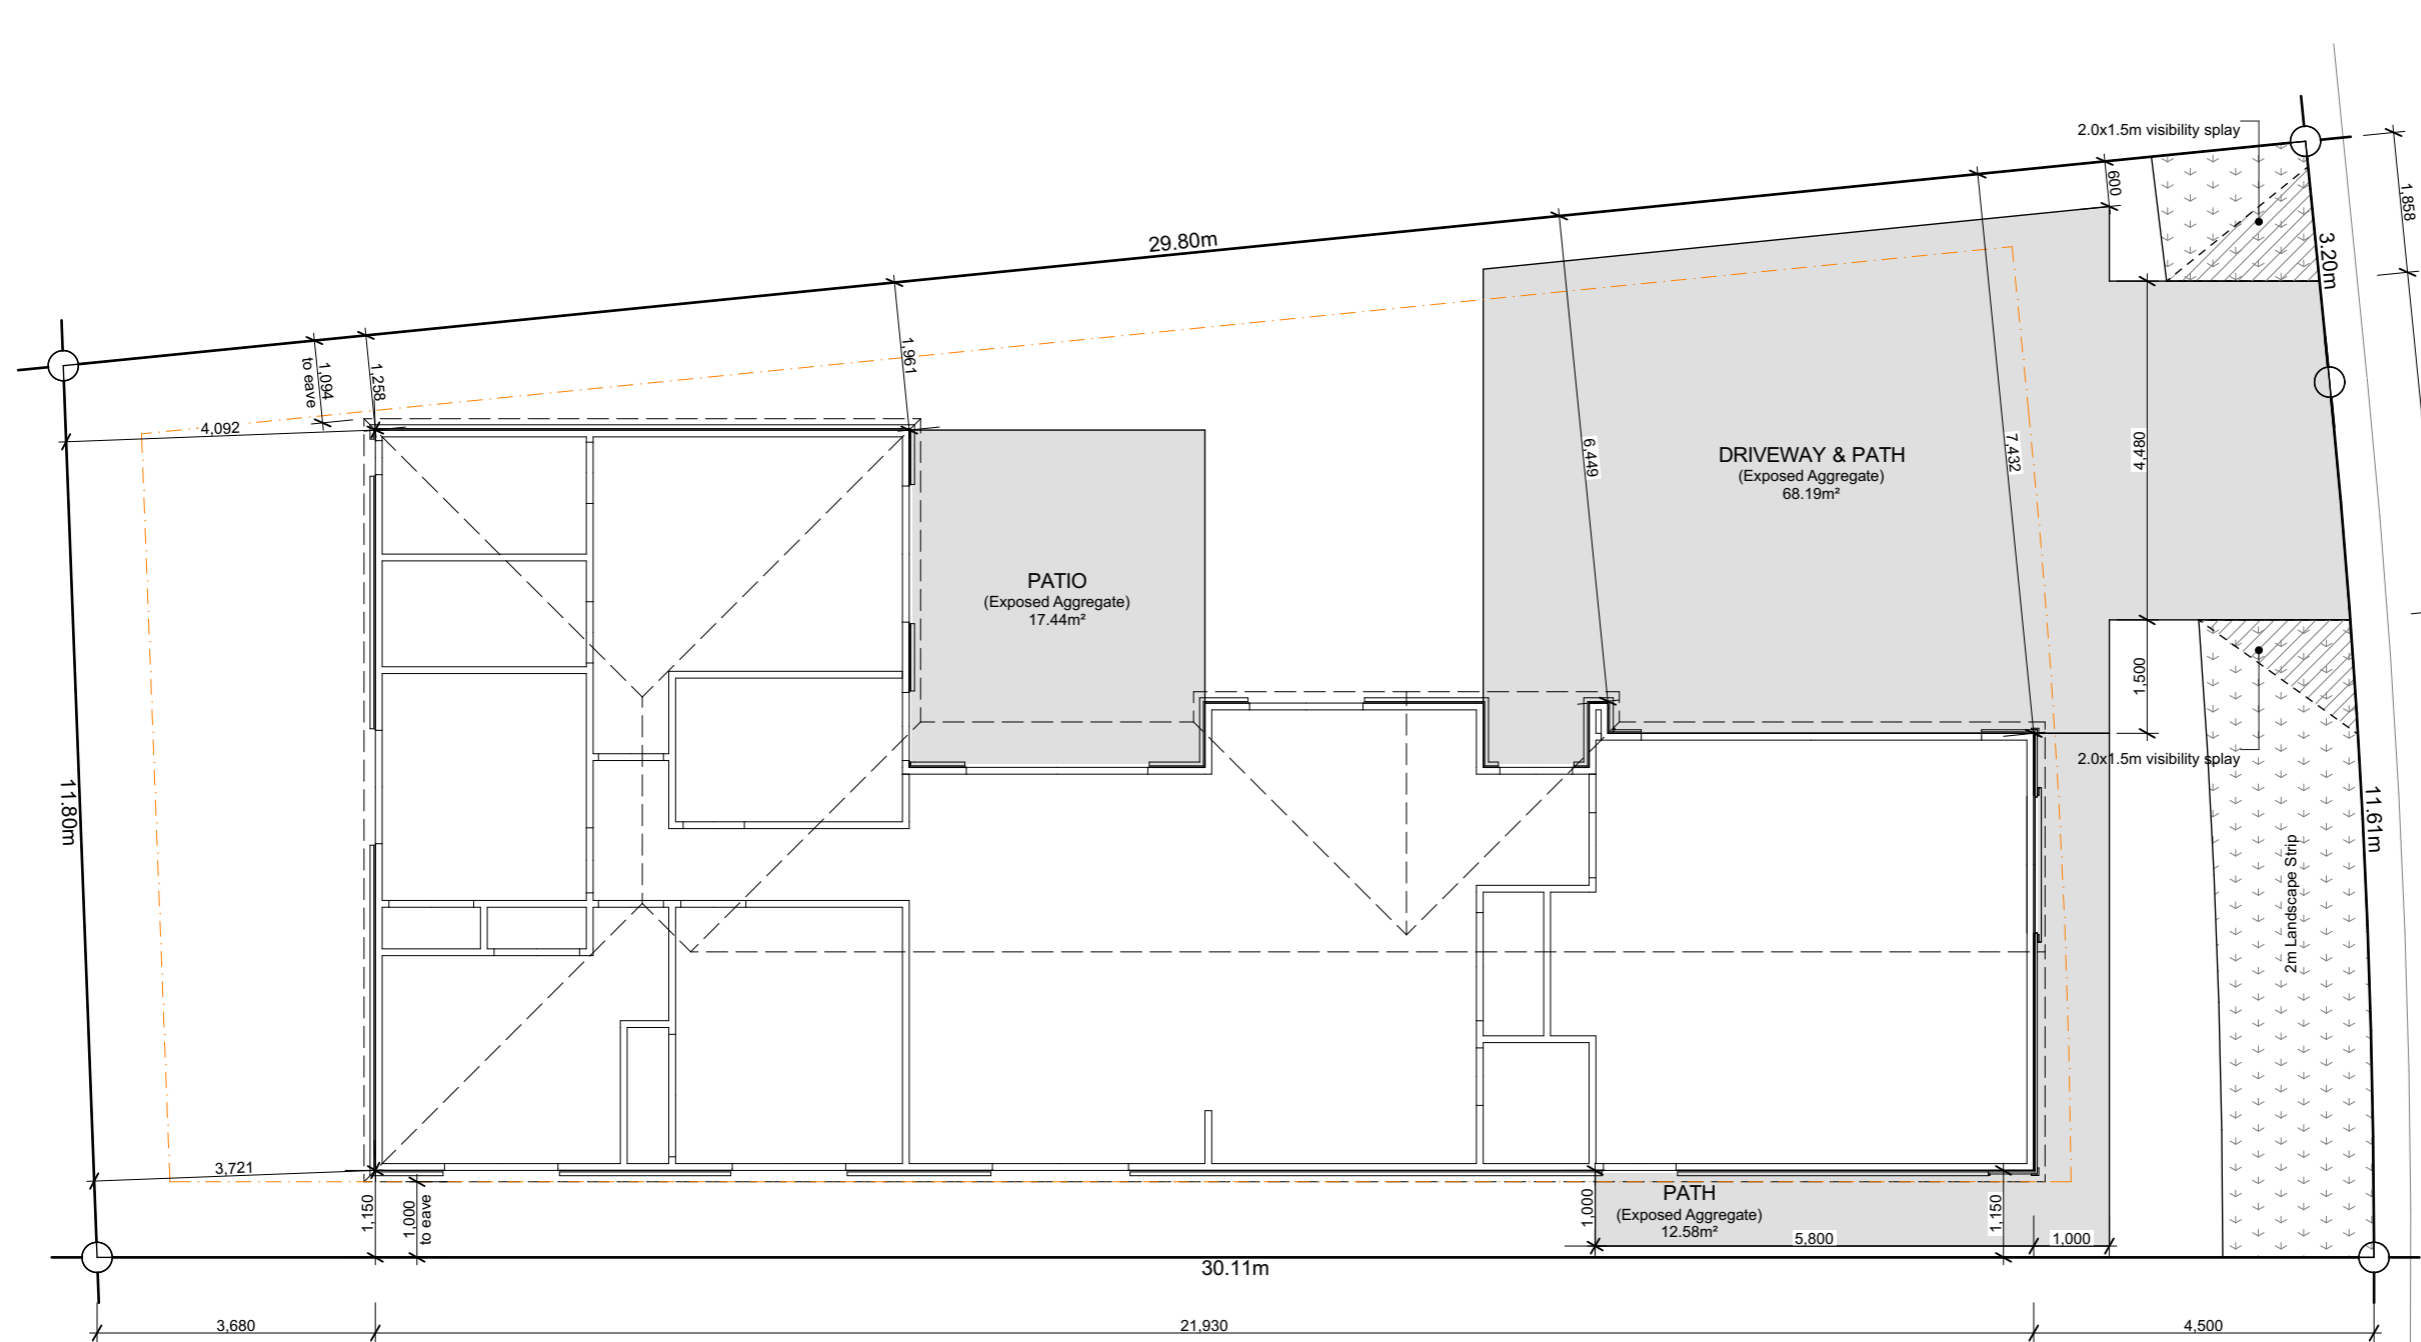 2.0x1.5m visibility splay
600
1,858
3.20m
29.80m
1,094
to eave
1,258
1,961
4,092
6,449
7,432
4,480
DRIVEWAY & PATH
(Exposed Aggregate)
68.19m²
PATIO
(Exposed Aggregate)
17.44m²
1,500
2.0x1.5m visibility splay
11.80m
11.61m
2m Landscape Strip
3,721
1,150
1,000
to eave
1,000
PATH
(Exposed Aggregate)
12.58m²
1,150
5,800
1,000
30.11m
3,680
21,930
4,500